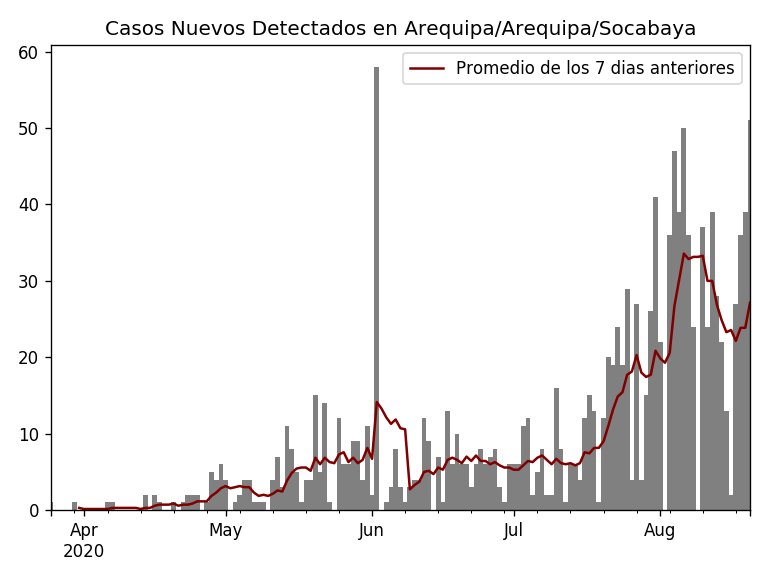 Casos Nuevos Detectados en Arequipa/Arequipa/Socabaya
Promedio de los 7 dias anteriores
60
50
40
30
20
10
0
Apr
2020
May
Jun
Jul
Aug